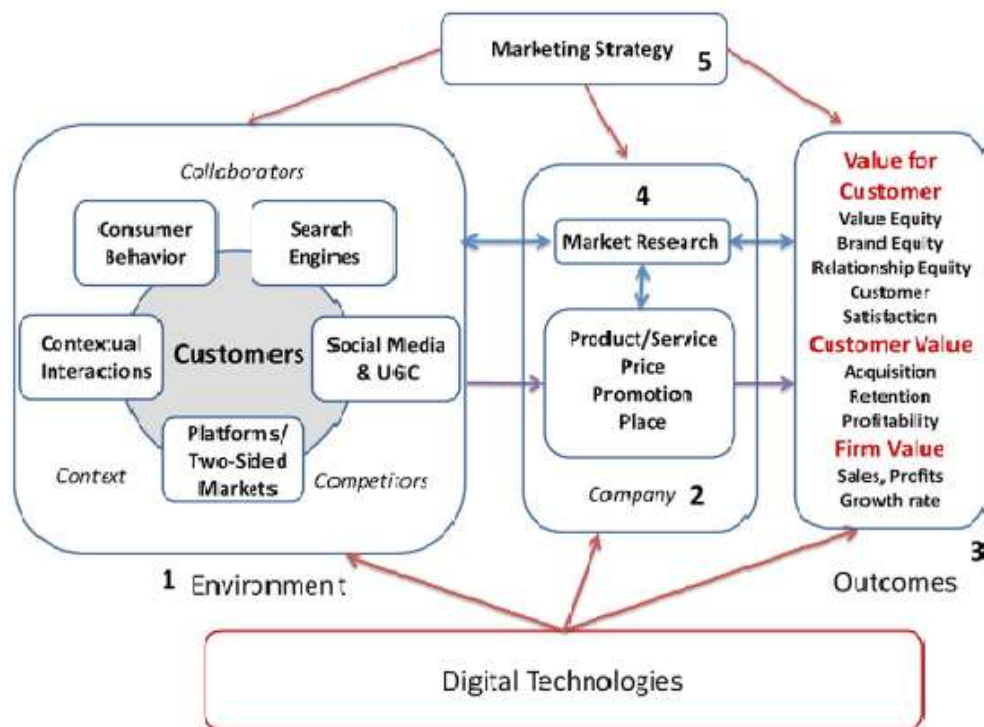 Marketing Strategy
5
Collaborators
Consumer
Behavior
Search
Engines
Contextual
Interactions
Customers
Social Media
& UGC
Platforms/
Two-Sided
Markets
Context
Competitors
1 Environment
4
Market Research
Product/Service
Price
Promotion
Place
Company 2
Value for
Customer
Value Equity
Brand Equity
Relationship Equity
Customer
Satisfaction
Customer Value
Acquisition
Retention
Profitability
Firm Value
Sales, Profits
Growth rate
3
Outcomes
Digital Technologies